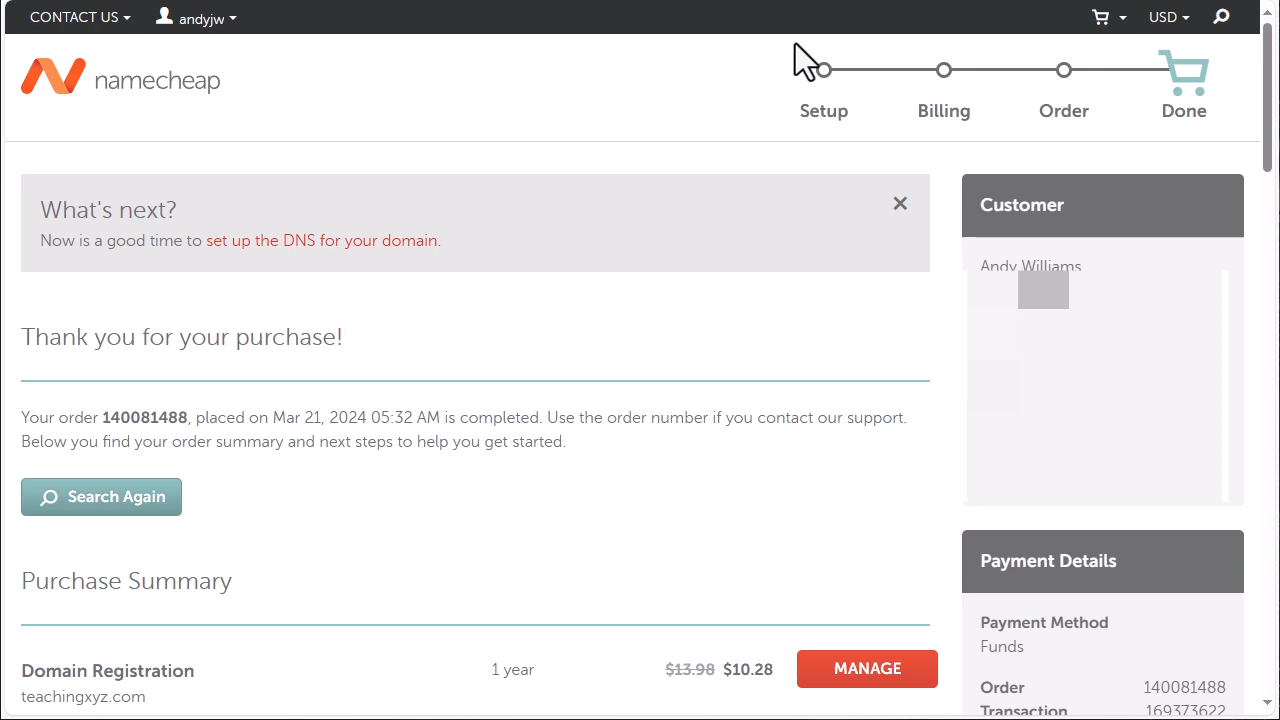 CONTACT US
andyjw
USD
namecheap
Setup
Billing
Order
Done
What's next?
Now is a good time to set up the DNS for your domain.
Thank you for your purchase!
Your order 140081488, placed on Mar 21, 2024 05:32 AM is completed. Use the order number if you contact our support.
Below you find your order summary and next steps to help you get started.
Search Again
Purchase Summary
Domain Registration
1 year
$13.98 $10.28
MANAGE
teachingxyz.com
Customer
Andy Williams
Payment Details
Payment Method
Funds
Order 140081488
Transaction 169373622